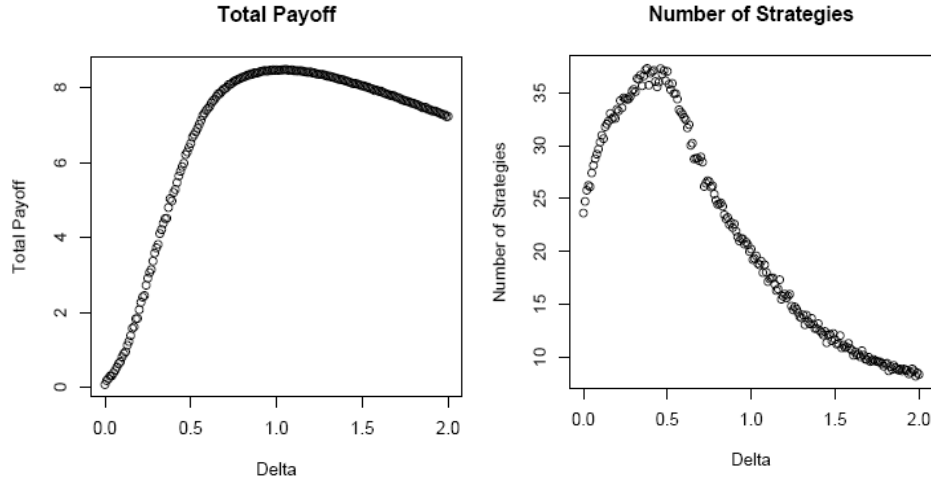 Total Payoff
Total Payoff
8
6
4
2
0
0.0 0.5 1.0 1.5 2.0
Delta
Number of Strategies
Number of Strategies
35
30
25
20
15
10
0.0 0.5 1.0 1.5 2.0
Delta